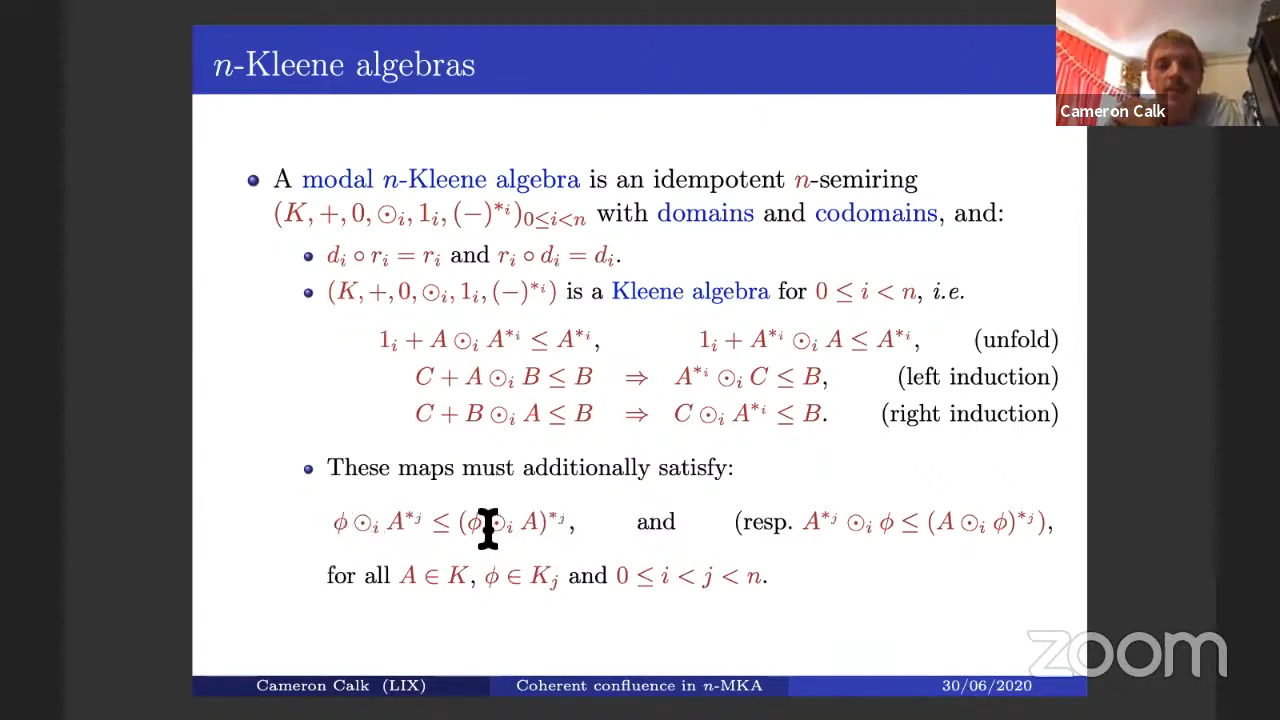 n-Kleene algebras
Cameron Calk
A modal n-Kleene algebra is an idempotent n-semiring
(K, +, 0, ⊙ᵢ, 1ᵢ, (−)^{*ᵢ})_{0≤i<n} with domains and codomains, and:
dᵢ ∘ rᵢ = rᵢ and rᵢ ∘ dᵢ = dᵢ.
(K, +, 0, ⊙ᵢ, 1ᵢ, (−)^{*ᵢ}) is a Kleene algebra for 0 ≤ i < n, i.e.
1ᵢ + A ⊙ᵢ A^{*ᵢ} ≤ A^{*ᵢ}, 1ᵢ + A^{*ᵢ} ⊙ᵢ A ≤ A^{*ᵢ}, (unfold)
C + A ⊙ᵢ B ≤ B ⇒ A^{*ᵢ} ⊙ᵢ C ≤ B, (left induction)
C + B ⊙ᵢ A ≤ B ⇒ C ⊙ᵢ A^{*ᵢ} ≤ B. (right induction)
These maps must additionally satisfy:
ϕ ⊙ᵢ A^{*ⱼ} ≤ (ϕ ⊙ᵢ A)^{*ⱼ}, and (resp. A^{*ⱼ} ⊙ᵢ ϕ ≤ (A ⊙ᵢ ϕ)^{*ⱼ}),
for all A ∈ K, ϕ ∈ Kⱼ and 0 ≤ i < j < n.
zoom
Cameron Calk (LIX) Coherent confluence in n-MKA 30/06/2020